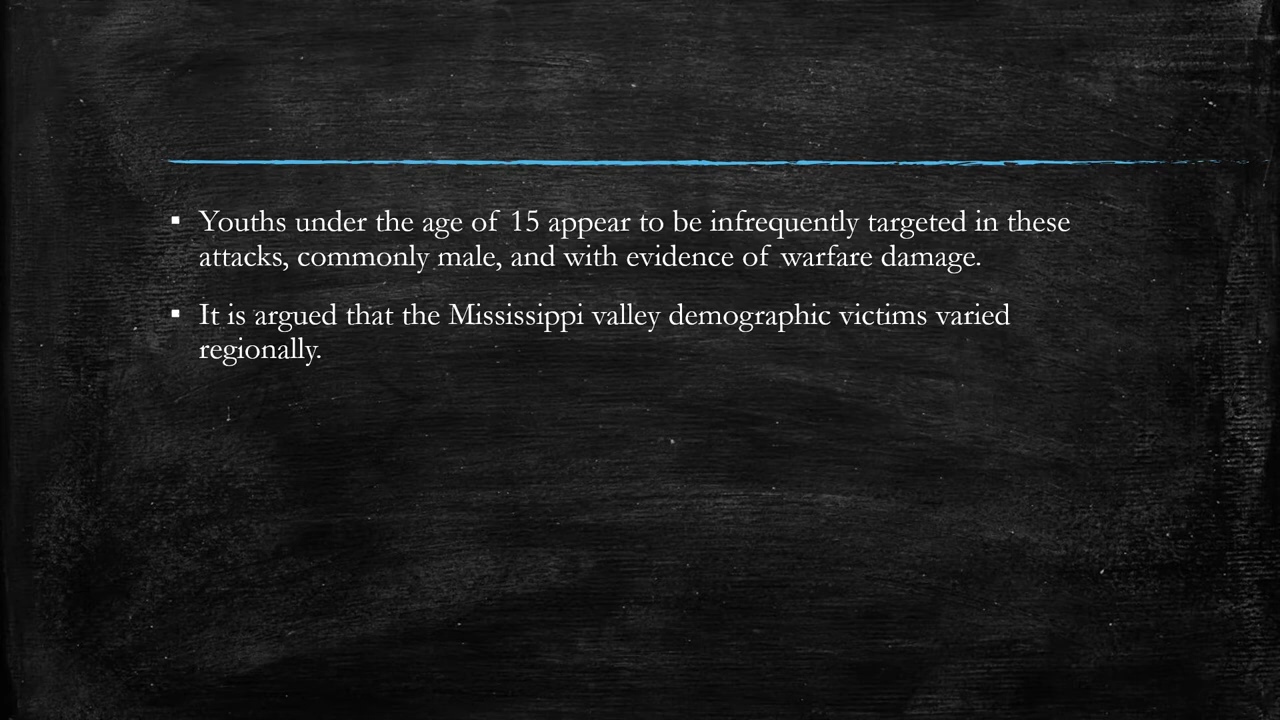 ▪ Youths under the age of 15 appear to be infrequently targeted in these
attacks, commonly male, and with evidence of warfare damage.
▪ It is argued that the Mississippi valley demographic victims varied
regionally.